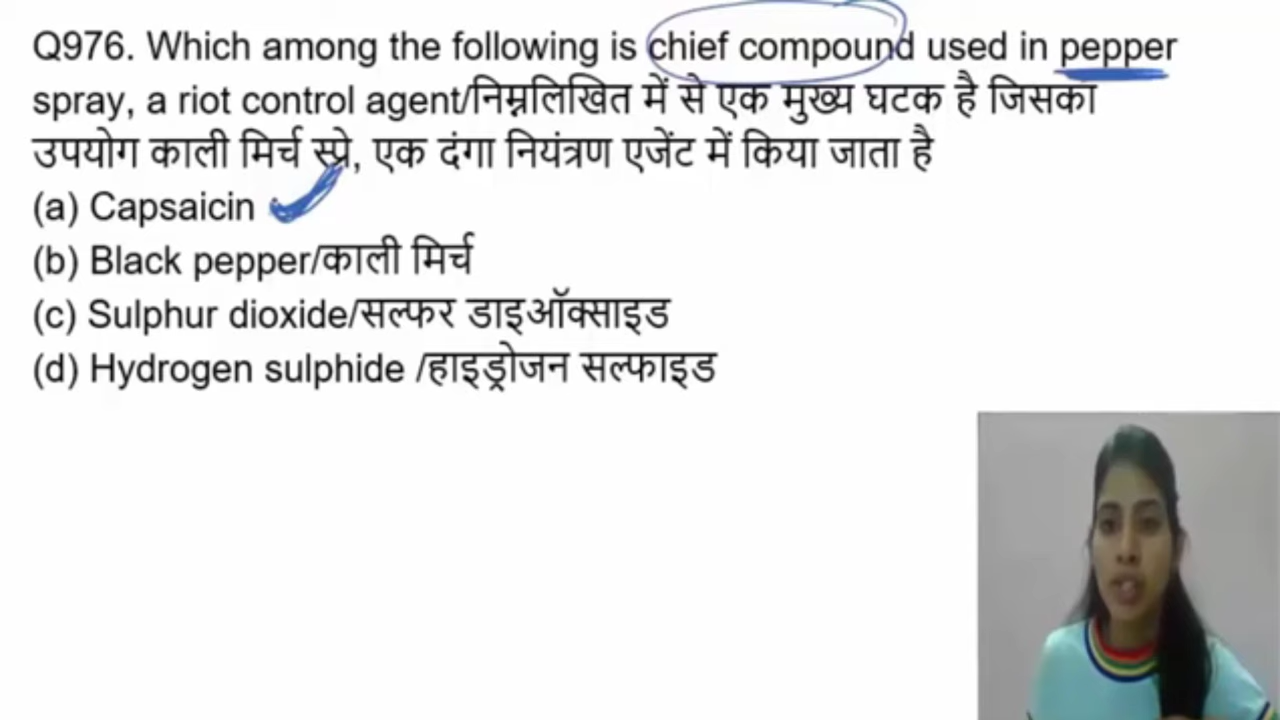 Q976. Which among the following is chief compound used in pepper
spray, a riot control agent/निम्नलिखित में से एक मुख्य घटक है जिसका
उपयोग काली मिर्च स्प्रे, एक दंगा नियंत्रण एजेंट में किया जाता है
(a) Capsaicin
(b) Black pepper/काली मिर्च
(c) Sulphur dioxide/सल्फर डाइऑक्साइड
(d) Hydrogen sulphide /हाइड्रोजन सल्फाइड